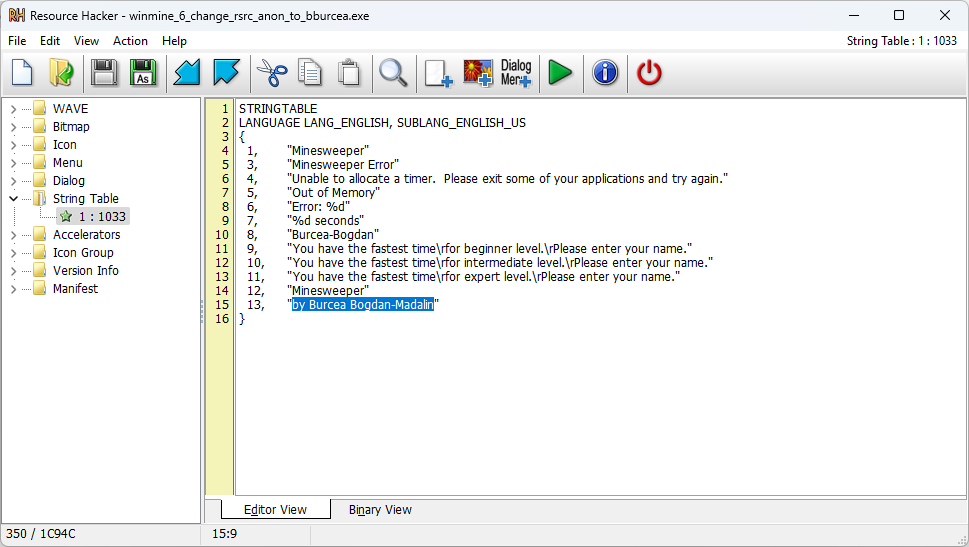 RH Resource Hacker - winmine_6_change_rsrc_anon_to_bburcea.exe
File Edit View Action Help String Table : 1 : 1033
As Dialog Menu
WAVE
Bitmap
Icon
Menu
Dialog
String Table
1 : 1033
Accelerators
Icon Group
Version Info
Manifest
1 STRINGTABLE
2 LANGUAGE LANG_ENGLISH, SUBLANG_ENGLISH_US
3 {
4 1, "Minesweeper"
5 3, "Minesweeper Error"
6 4, "Unable to allocate a timer.  Please exit some of your applications and try again."
7 5, "Out of Memory"
8 6, "Error: %d"
9 7, "%d seconds"
10 8, "Burcea-Bogdan"
11 9, "You have the fastest time\rfor beginner level.\rPlease enter your name."
12 10, "You have the fastest time\rfor intermediate level.\rPlease enter your name."
13 11, "You have the fastest time\rfor expert level.\rPlease enter your name."
14 12, "Minesweeper"
15 13, "by Burcea Bogdan-Madalin"
16 }
Editor View Binary View
350 / 1C94C 15:9